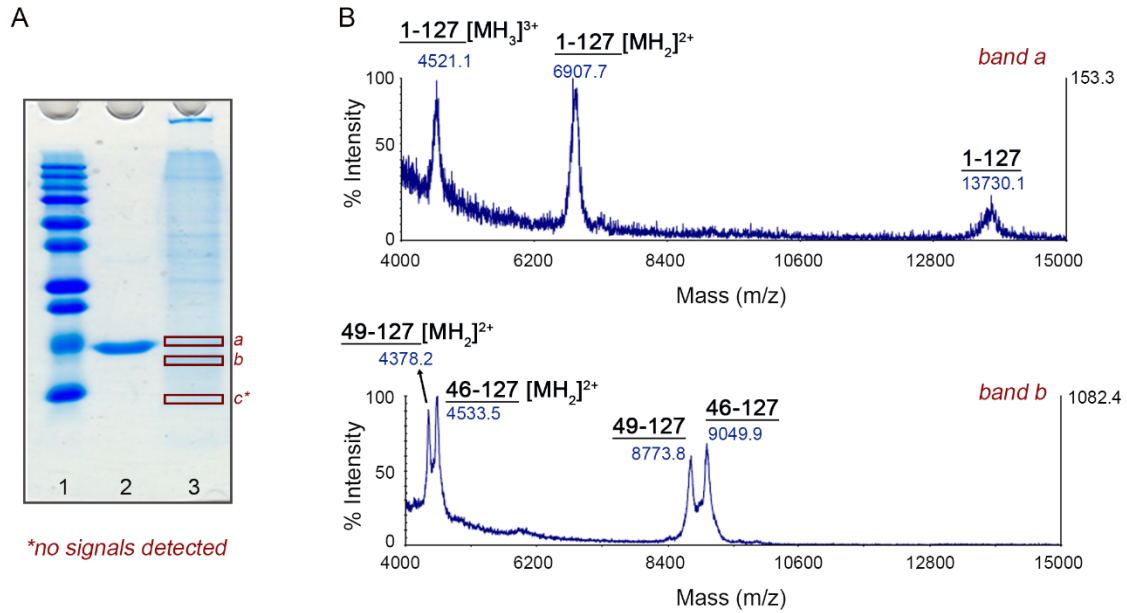 A
a
b
c*
1 2 3
*no signals detected
B
1-127 [MH3]3+
4521.1
1-127 [MH2]2+
6907.7
band a
100
153.3
50
1-127
13730.1
% Intensity
0
4000 6200 8400 10600 12800 15000
Mass (m/z)
49-127 [MH2]2+
4378.2
46-127 [MH2]2+
4533.5
49-127
8773.8
46-127
9049.9
band b
100
1082.4
50
% Intensity
0
4000 6200 8400 10600 12800 15000
Mass (m/z)